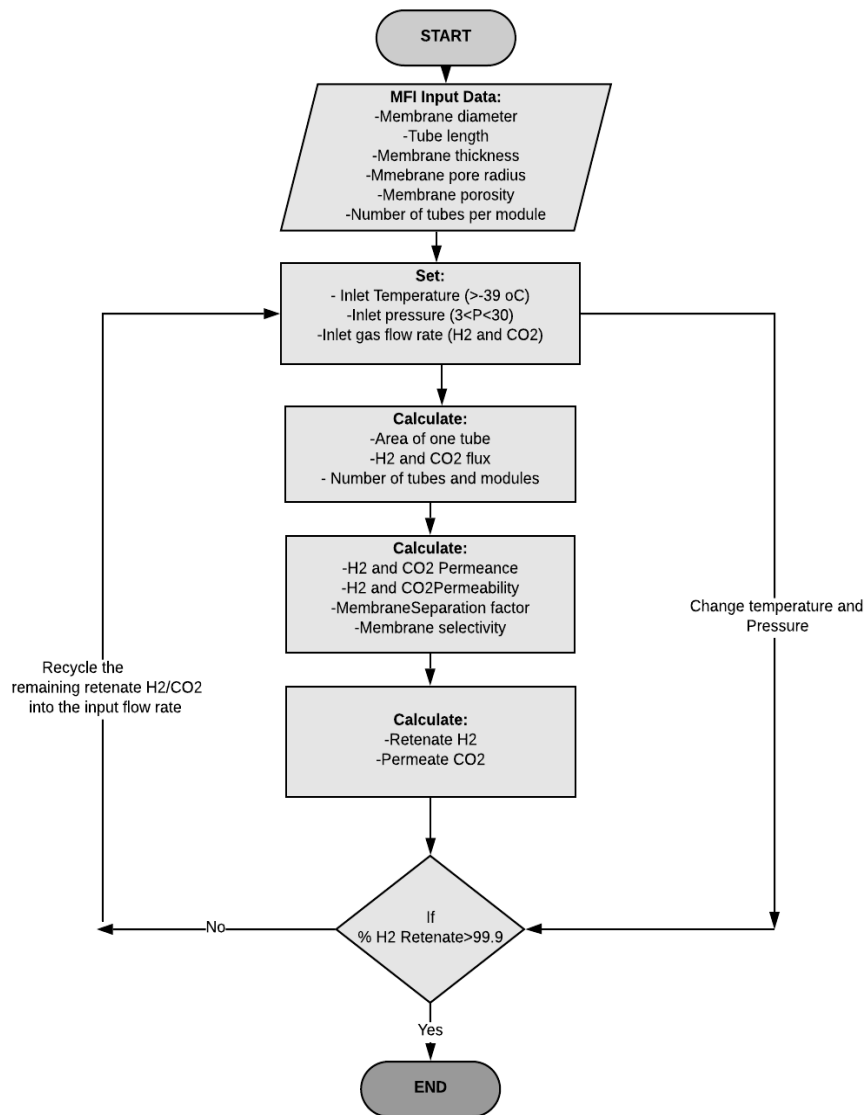 START
MFI Input Data:
-Membrane diameter
-Tube length
-Membrane thickness
-Mmebrane pore radius
-Membrane porosity
-Number of tubes per module
Set:
- Inlet Temperature (>-39 oC)
-Inlet pressure (3<P<30)
-Inlet gas flow rate (H2 and CO2)
Calculate:
-Area of one tube
-H2 and CO2 flux
- Number of tubes and modules
Calculate:
-H2 and CO2 Permeance
-H2 and CO2Permeability
-MembraneSeparation factor
-Membrane selectivity
Change temperature and
Pressure
Recycle the
remaining retenate H2/CO2
into the input flow rate
Calculate:
-Retenate H2
-Permeate CO2
If
% H2 Retenate>99.9
No
Yes
END